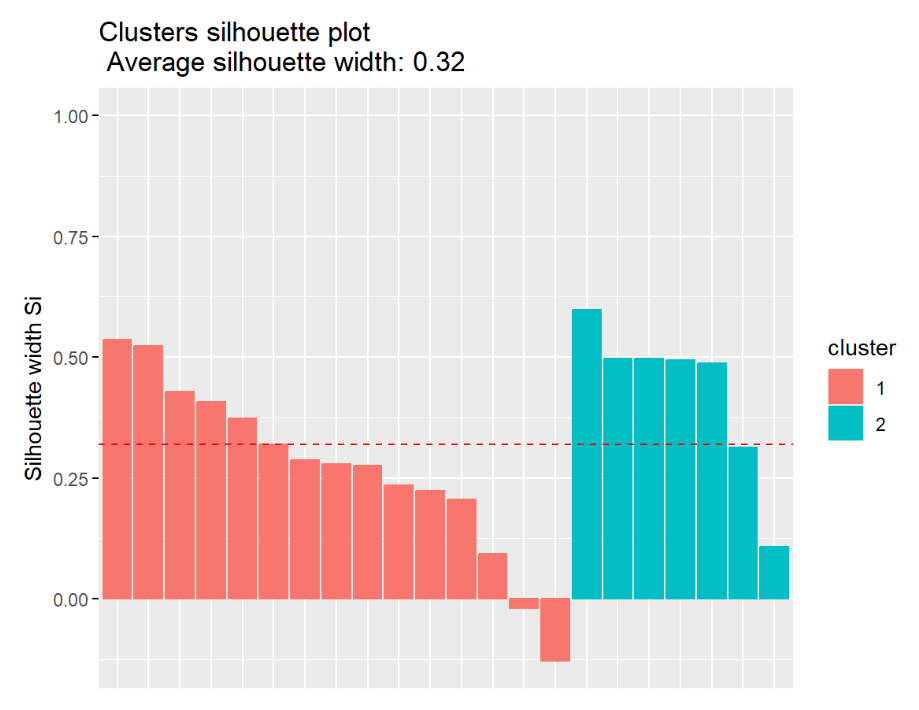 Clusters silhouette plot
Average silhouette width: 0.32
1.00
0.75
0.50
0.25
0.00
Silhouette width Si
cluster
1
2